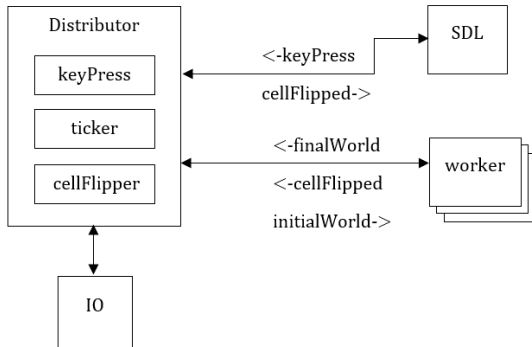 Distributor
keyPress
ticker
cellFlipper
<-keyPress
cellFlipped->
SDL
<-finalWorld
<-cellFlipped
initialWorld->
worker
IO